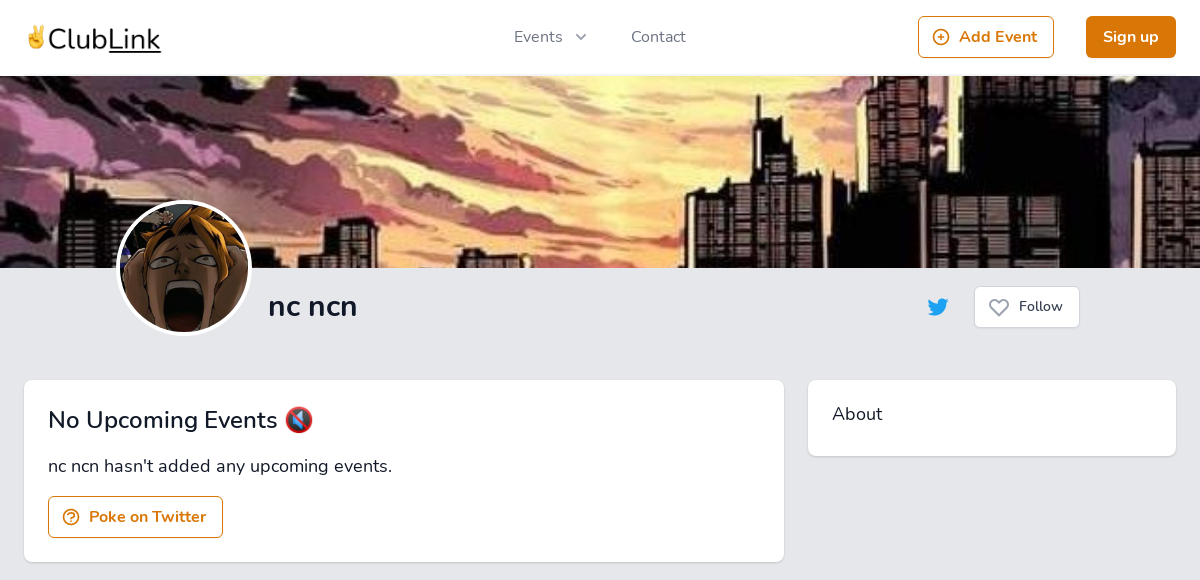 ClubLink
Events
Contact
Add Event
Sign up
nc ncn
Follow
No Upcoming Events 🔇
nc ncn hasn't added any upcoming events.
Poke on Twitter
About